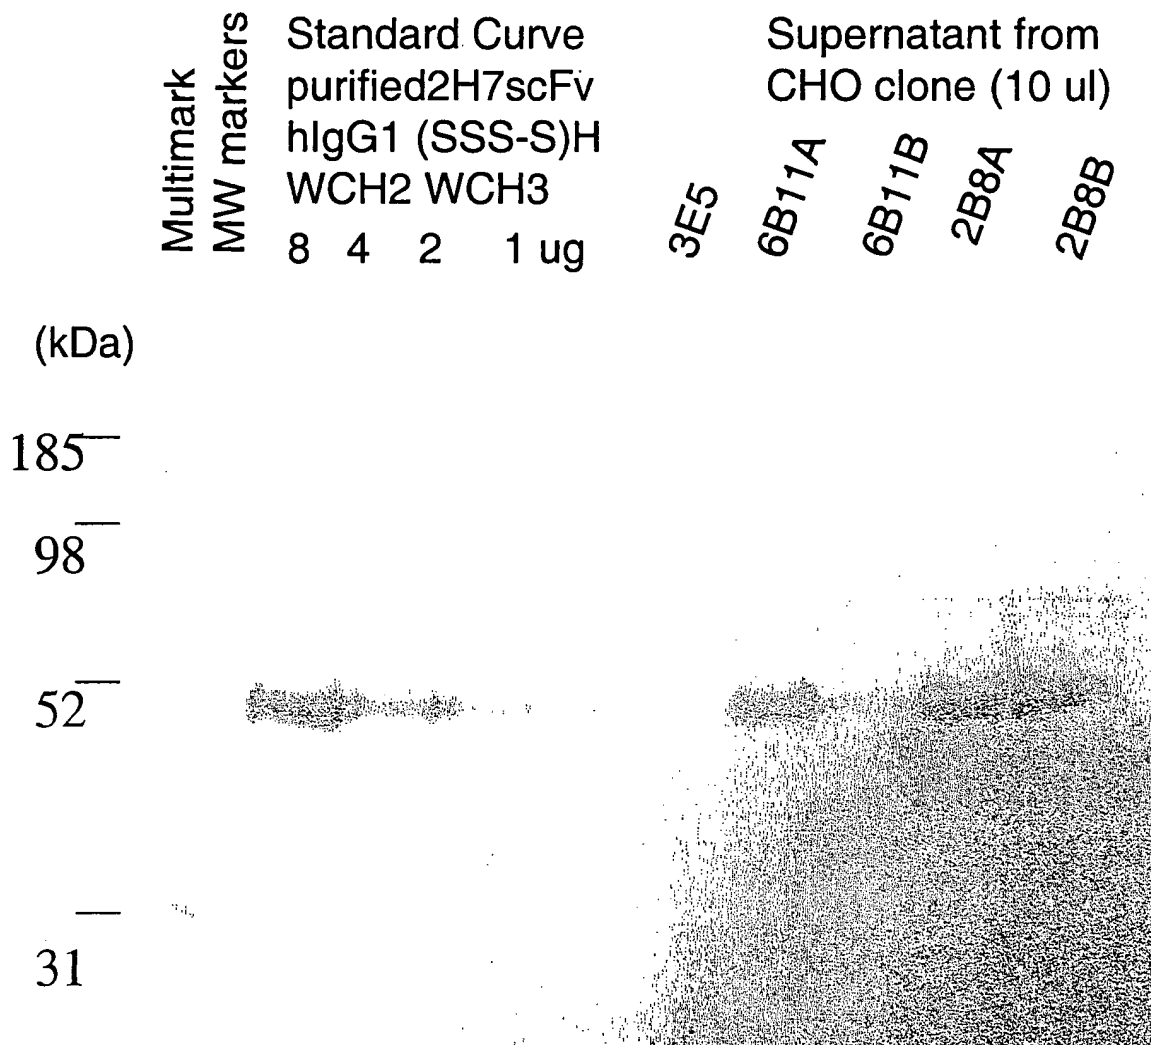 Multimark
MW markers
Standard Curve
purified2H7scFv
hIgG1 (SSS-S)H
WCH2 WCH3
8 4 2 1 ug
Supernatant from
CHO clone (10 ul)
3E5 6B11A 6B11B 2B8A 2B8B
(kDa)
185
98
52
31